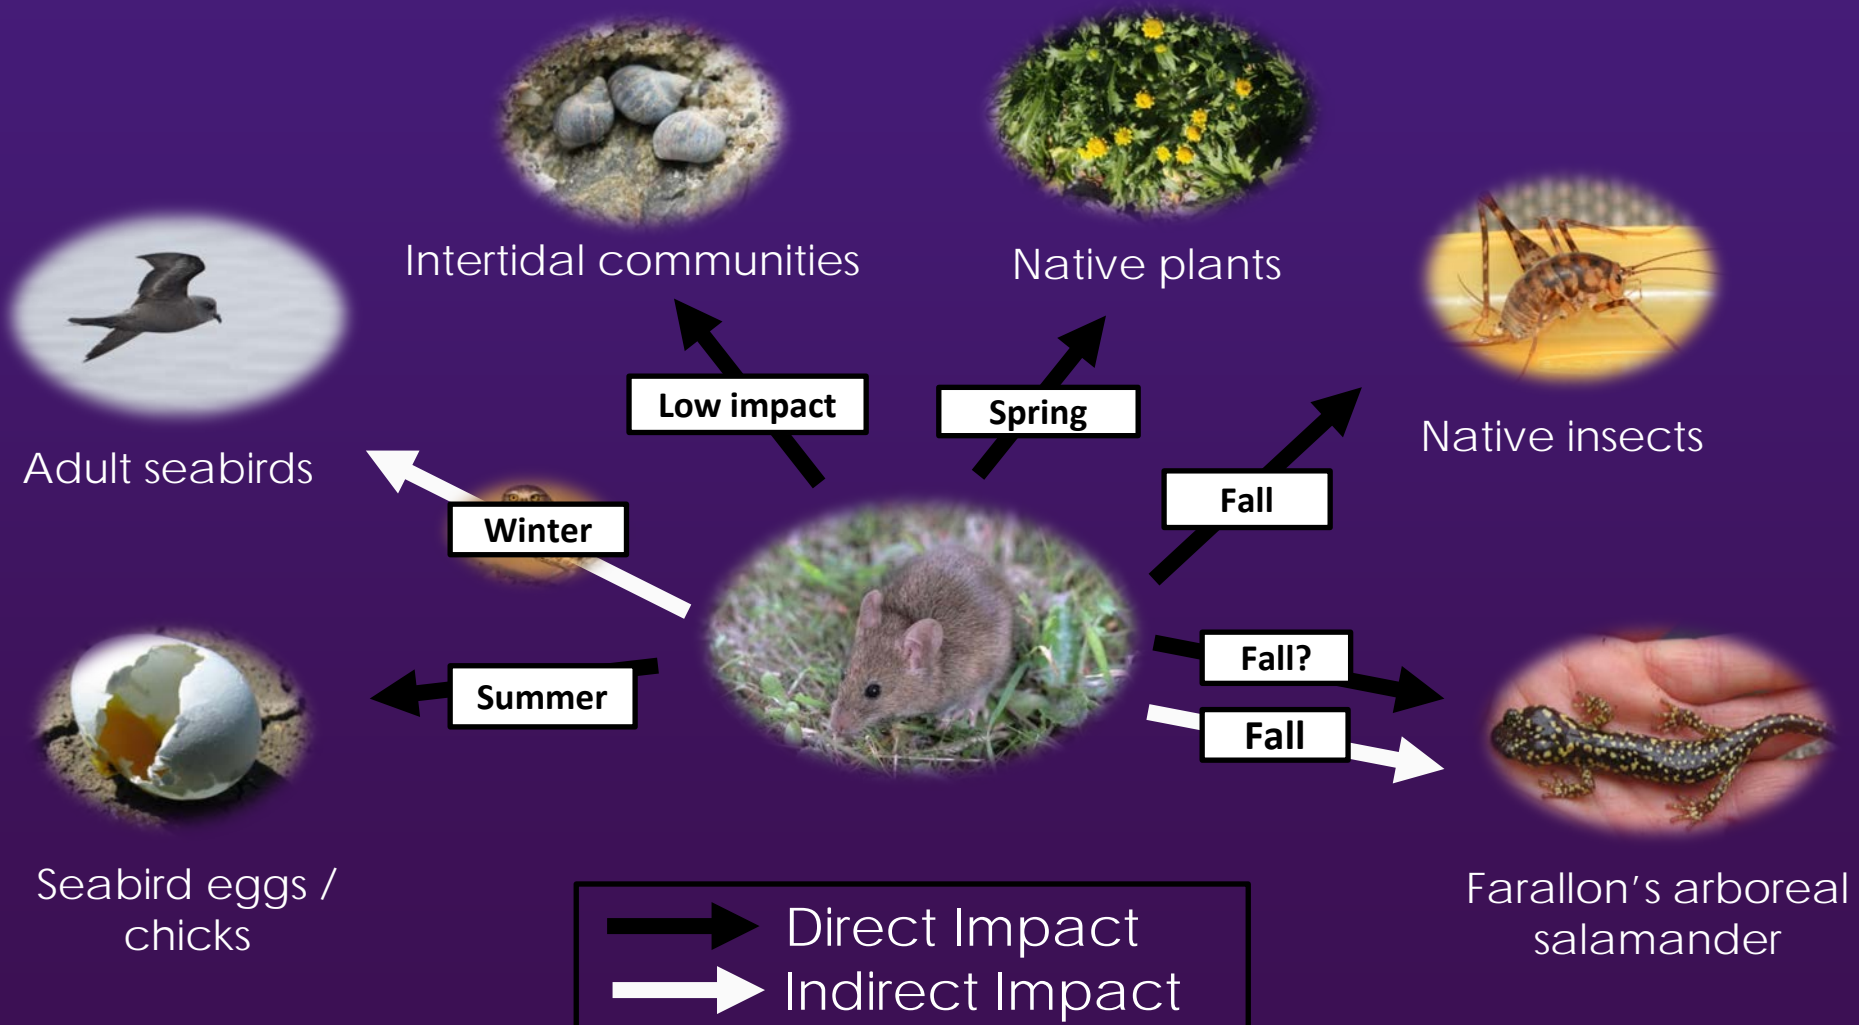 Intertidal communities
Native plants
Adult seabirds
Native insects
Low impact
Spring
Fall
Winter
Fall?
Summer
Fall
Seabird eggs /
chicks
Farallon's arboreal
salamander
Direct Impact
Indirect Impact